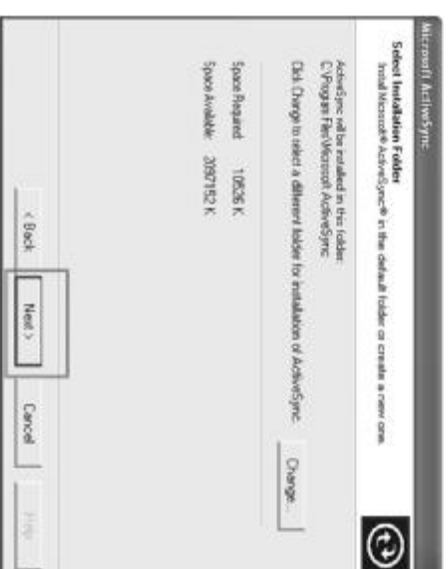 Microsoft ActiveSync
Select Installation Folder
Install Microsoft® ActiveSync® in the default folder or create a new one.
ActiveSync will be installed in this folder:
C:\Program Files\Microsoft ActiveSync
Click Change to select a different folder for installation of ActiveSync.
Change...
Space Required: 10526 K
Space Available: 2097152 K
< Back
Next >
Cancel
Help